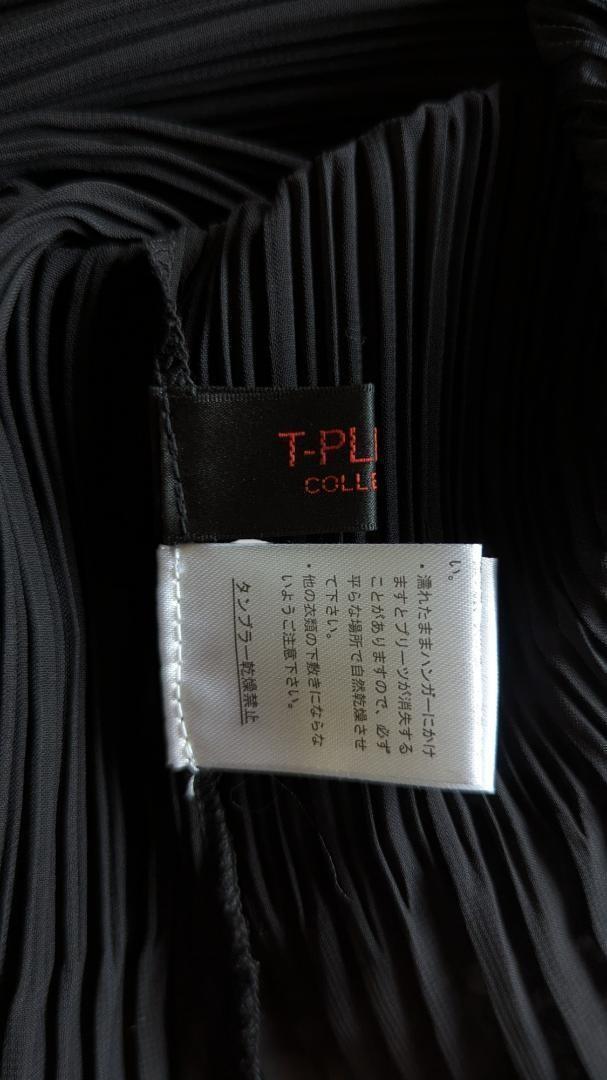 T-PL
COLLE
い。
・濡れたままハンガーにかけ
ますとプリーツが消失する
ことがありますので、必ず
平らな場所で自然乾燥させ
て下さい。
・他の衣類の下敷きにならな
いようご注意下さい。
タンブラー乾燥禁止